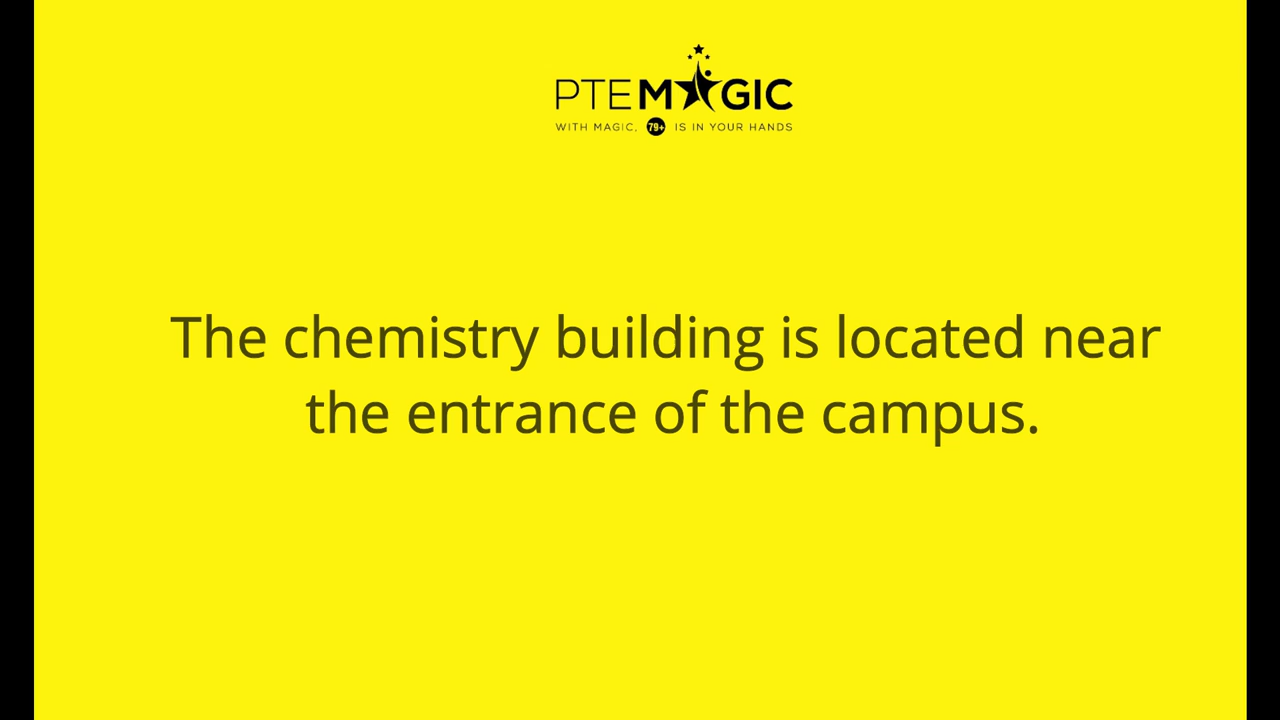 PTEMAGIC
WITH MAGIC, 79+ IS IN YOUR HANDS
The chemistry building is located near
the entrance of the campus.